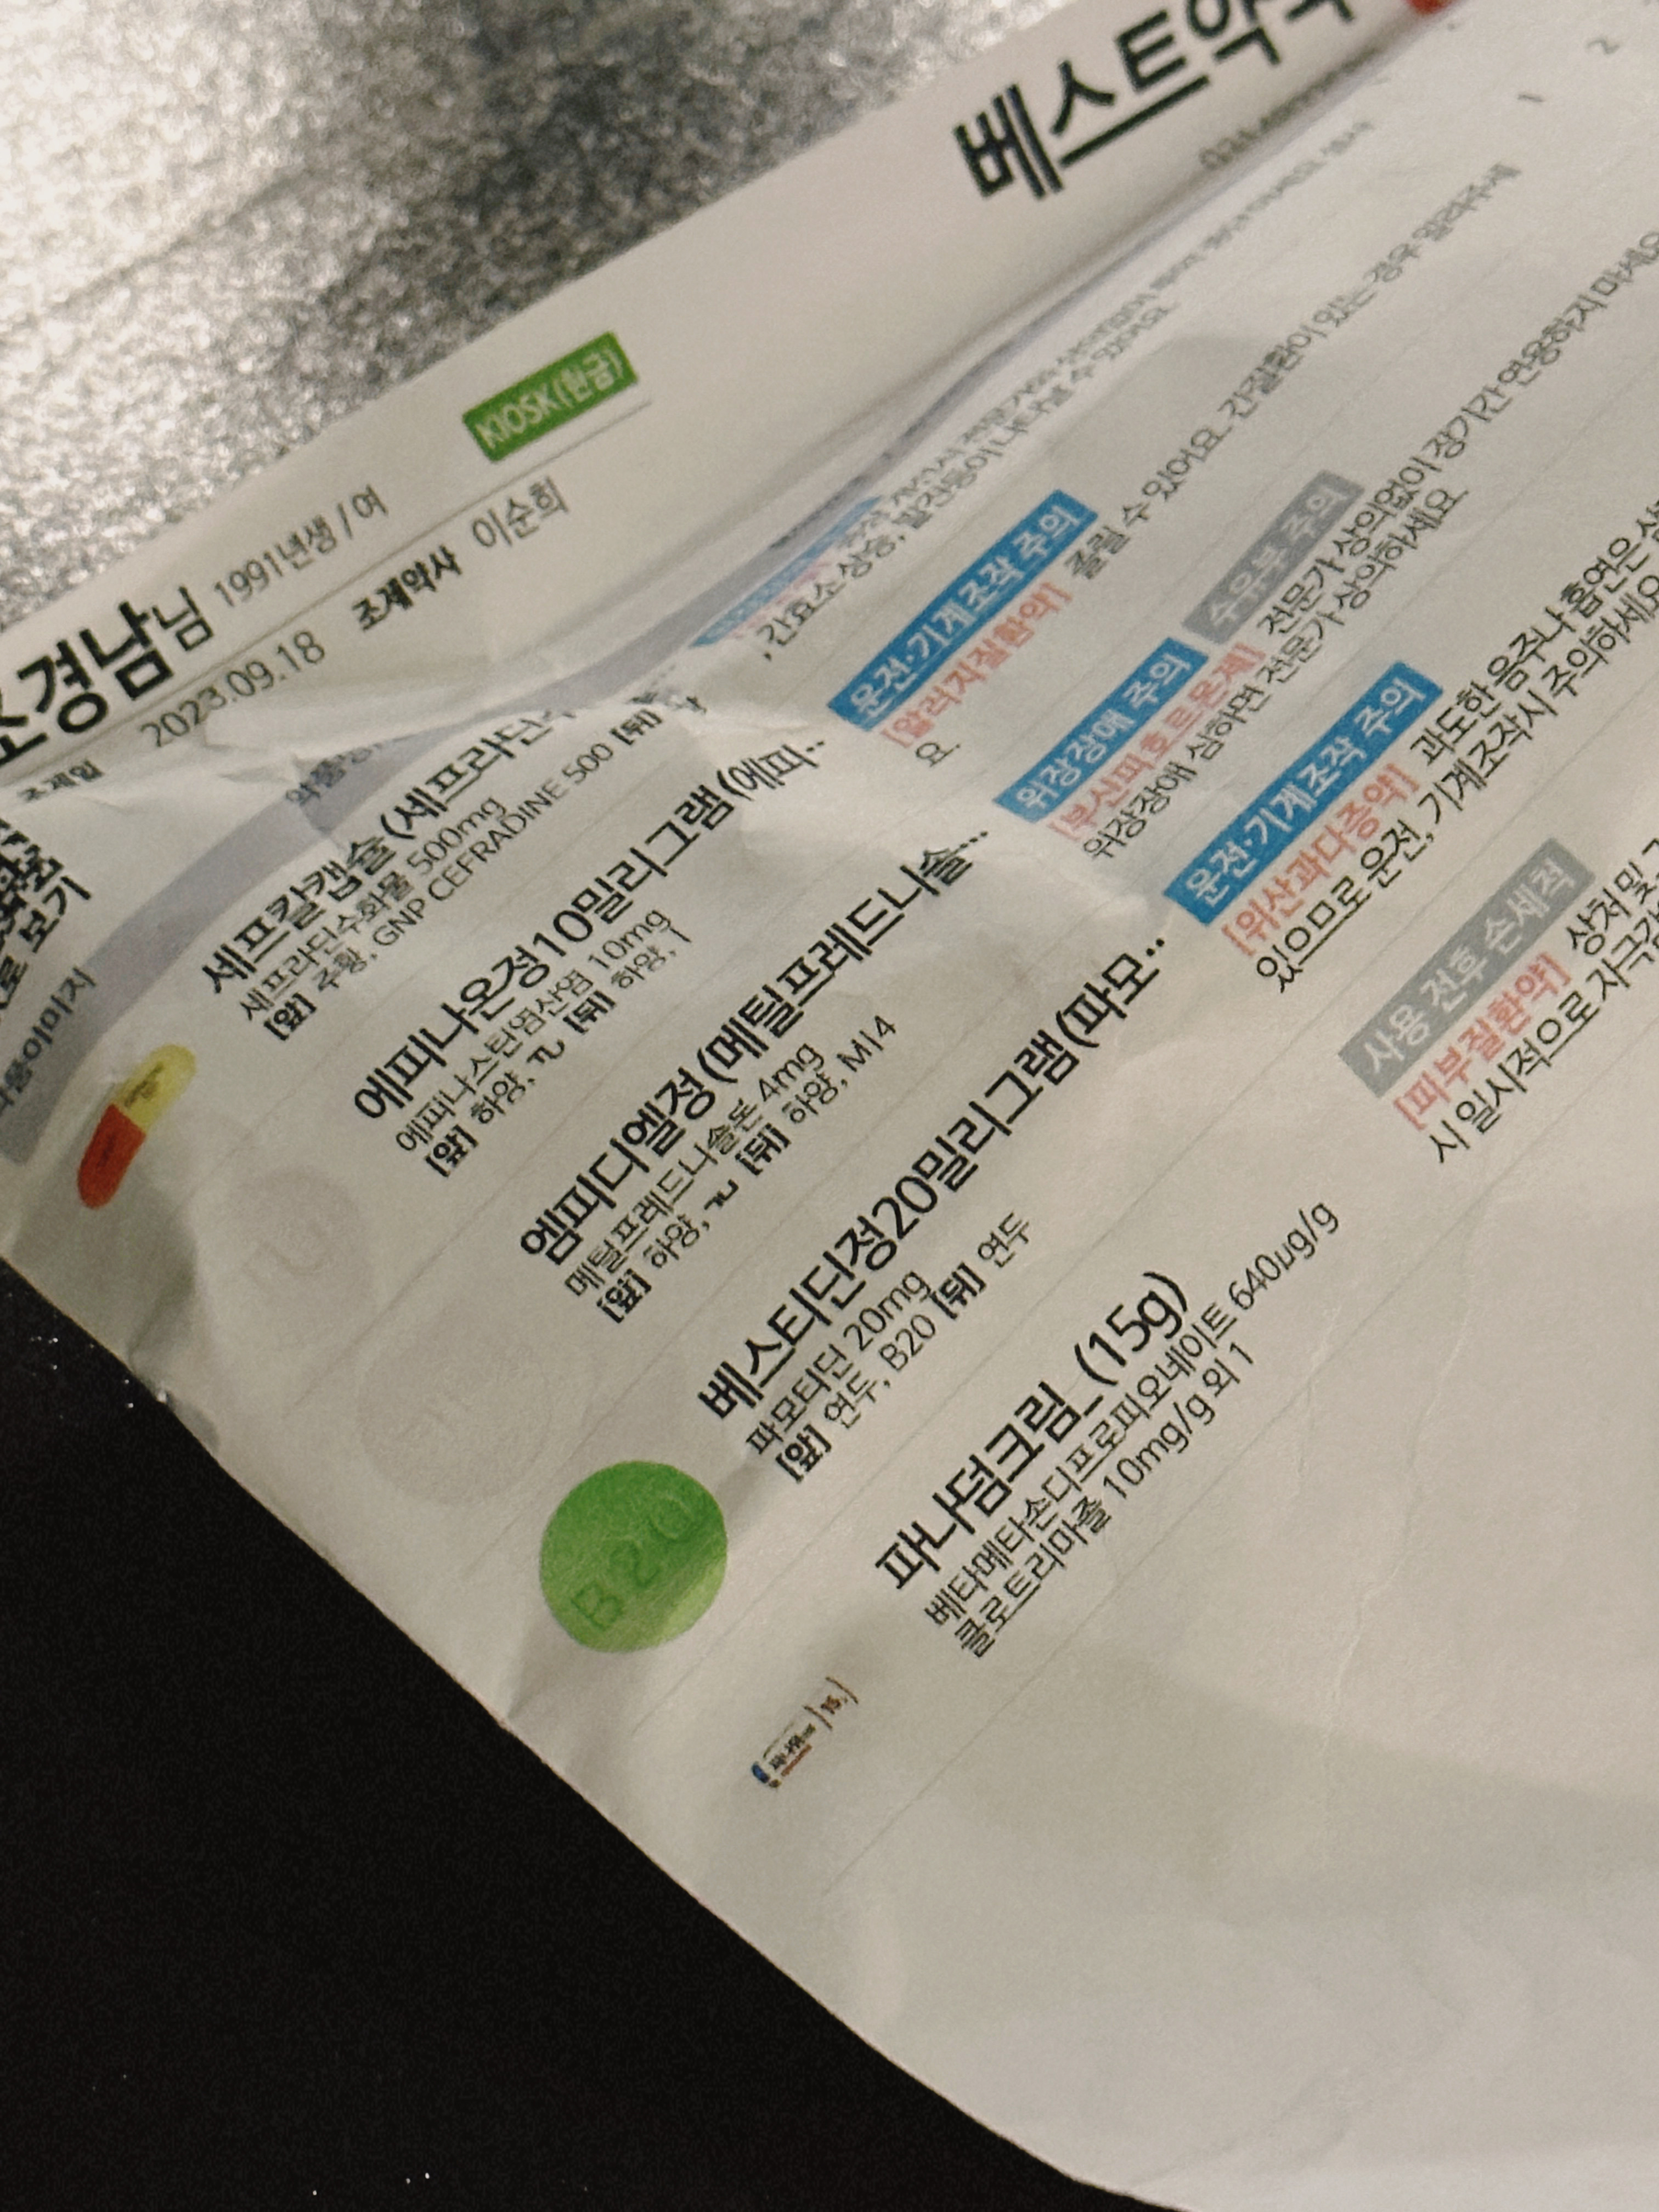 베스트약
경남님 1991년생 / 여
KIOSK(현금)
조제일 2023.09.18 조제약사 이순희
로 보기
세프칼캡슐(세프라딘
세프라딘수화물 500mg
[앞] 주황, GNP CEFRADINE 500 [뒤]
, 간효소 상승, 발진 등이 나타날 수 있어요
에피나온정10밀리그램(에피..
에피나스틴염산염 10mg
[앞] 하양, [뒤] 하양,
운전·기계조작 주의
[알러지질환약] 졸릴 수 있어요. 간질환이 있는 경우 알려주세
요.
엠피디엘정(메틸프레드니솔..
메틸프레드니솔론 4mg
[앞] 하양, [뒤] 하양, M|4
위장장애 주의 수유부 주의
[부신피호르몬제] 전문가 상의없이 장기간 연용하지 마세요
위장장애 심하면 전문가 상의하세요
베스티딘정20밀리그램(파모..
파모티딘 20mg
[앞] 연두, B20 [뒤] 연두
B 20
운전·기계조작 주의
[위산과다증약] 과도한 음주나 흡연은 삼
있으므로 운전, 기계조작시 주의하세요
파나덤크림_(15g)
베타메타손디프로피오네이트 640μg/g
클로트리마졸 10mg/g 외 1
사용 전후 손세척
[피부질환약] 상처 및
시 일시적으로 자극감